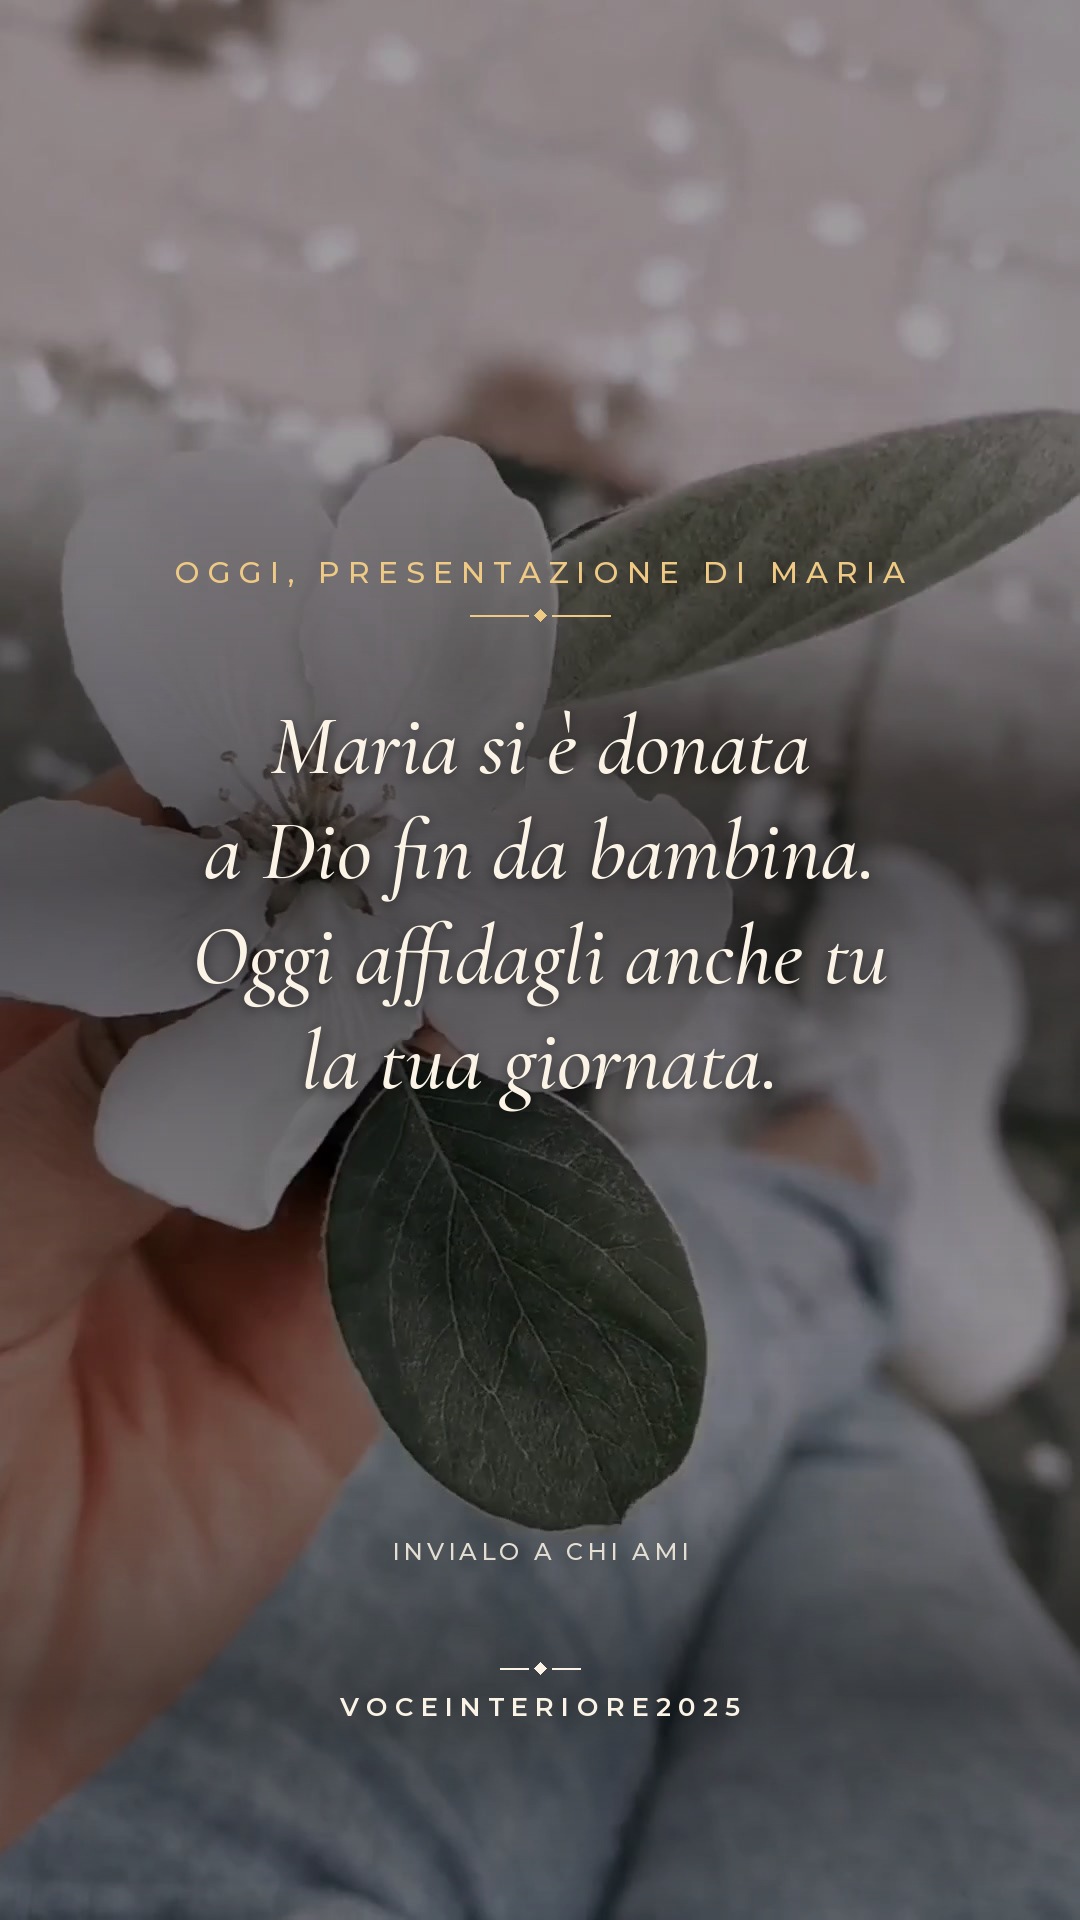 OGGI, PRESENTAZIONE DI MARIA
Maria si è donata
a Dio fin da bambina.
Oggi affidagli anche tu
la tua giornata.
INVIALO A CHI AMI
VOCEINTERIORE2025